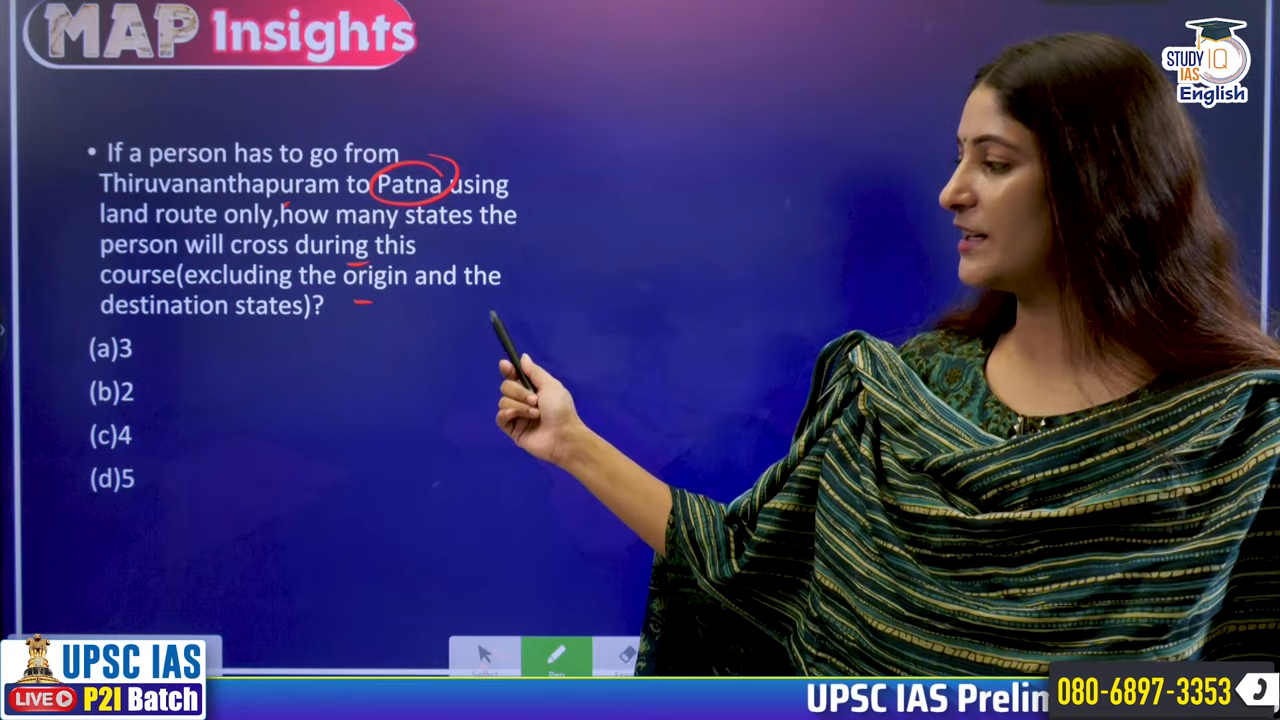 MAP Insights
STUDY IQ
IAS
English
• If a person has to go from
Thiruvananthapuram to Patna using
land route only,how many states the
person will cross during this
course(excluding the origin and the
destination states)?
(a)3
(b)2
(c)4
(d)5
UPSC IAS
LIVE P2I Batch
UPSC IAS Prelim
080-6897-3353